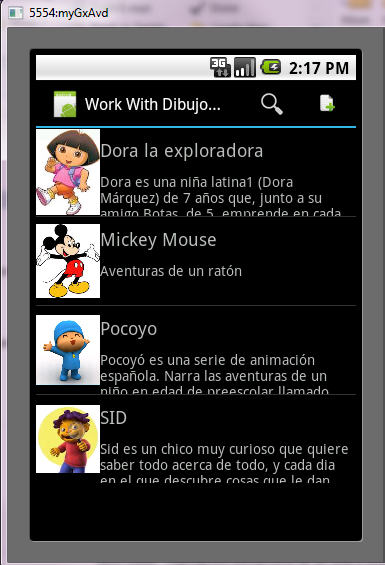 5554:myGxAvd
3G 2:17 PM
Work With Dibujo...
Dora la exploradora
Dora es una niña latina1 (Dora
Márquez) de 7 años que, junto a su
amigo Botas, de 5, emprende en cada
Mickey Mouse
Aventuras de un ratón
Pocoyo
Pocoyó es una serie de animación
española. Narra las aventuras de un
niño en edad de preescolar llamado
SID
Sid es un chico muy curioso que quiere
saber todo acerca de todo, y cada dia
en el que descubre cosas que le dan